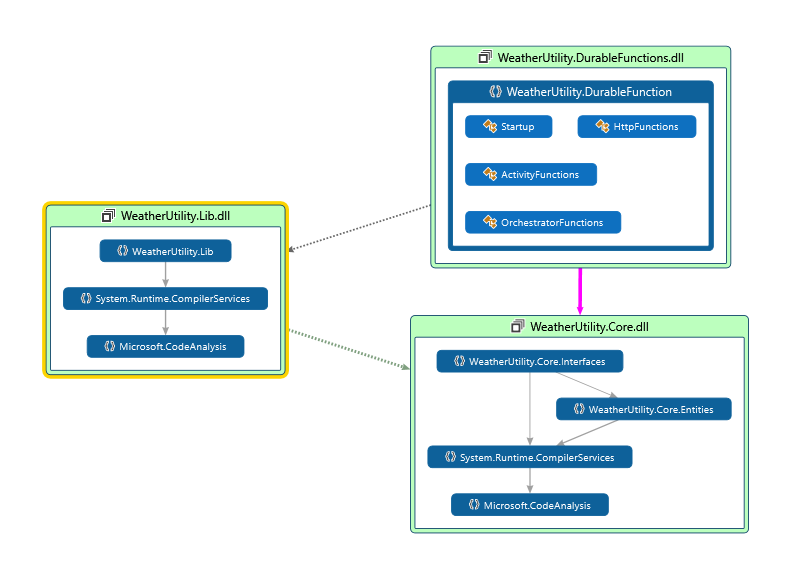 WeatherUtility.DurableFunctions.dll
WeatherUtility.DurableFunction
Startup
HttpFunctions
ActivityFunctions
OrchestratorFunctions
WeatherUtility.Lib.dll
WeatherUtility.Lib
System.Runtime.CompilerServices
Microsoft.CodeAnalysis
WeatherUtility.Core.dll
WeatherUtility.Core.Interfaces
WeatherUtility.Core.Entities
System.Runtime.CompilerServices
Microsoft.CodeAnalysis